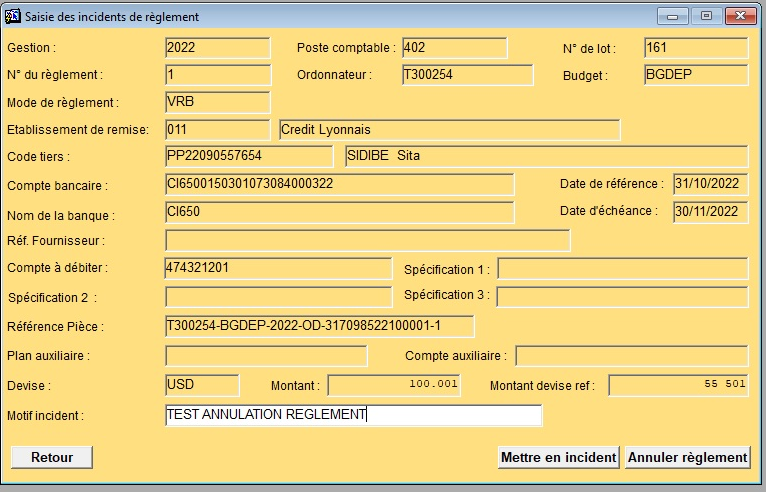 Saisie des incidents de règlement
Gestion : 2022 Poste comptable : 402 N° de lot : 161
N° du règlement : 1 Ordonnateur : T300254 Budget : BGDEP
Mode de règlement : VRB
Etablissement de remise: 011 Credit Lyonnais
Code tiers : PP22090557654 SIDIBE Sita
Compte bancaire : CI6500150301073084000322 Date de référence : 31/10/2022
Nom de la banque : CI650 Date d'échéance : 30/11/2022
Réf. Fournisseur :
Compte à débiter : 474321201 Spécification 1 :
Spécification 2 : Spécification 3 :
Référence Pièce : T300254-BGDEP-2022-OD-317098522100001-1
Plan auxiliaire : Compte auxiliaire :
Devise : USD Montant : 100.001 Montant devise ref : 55 501
Motif incident : TEST ANNULATION REGLEMENT
Retour Mettre en incident Annuler règlement